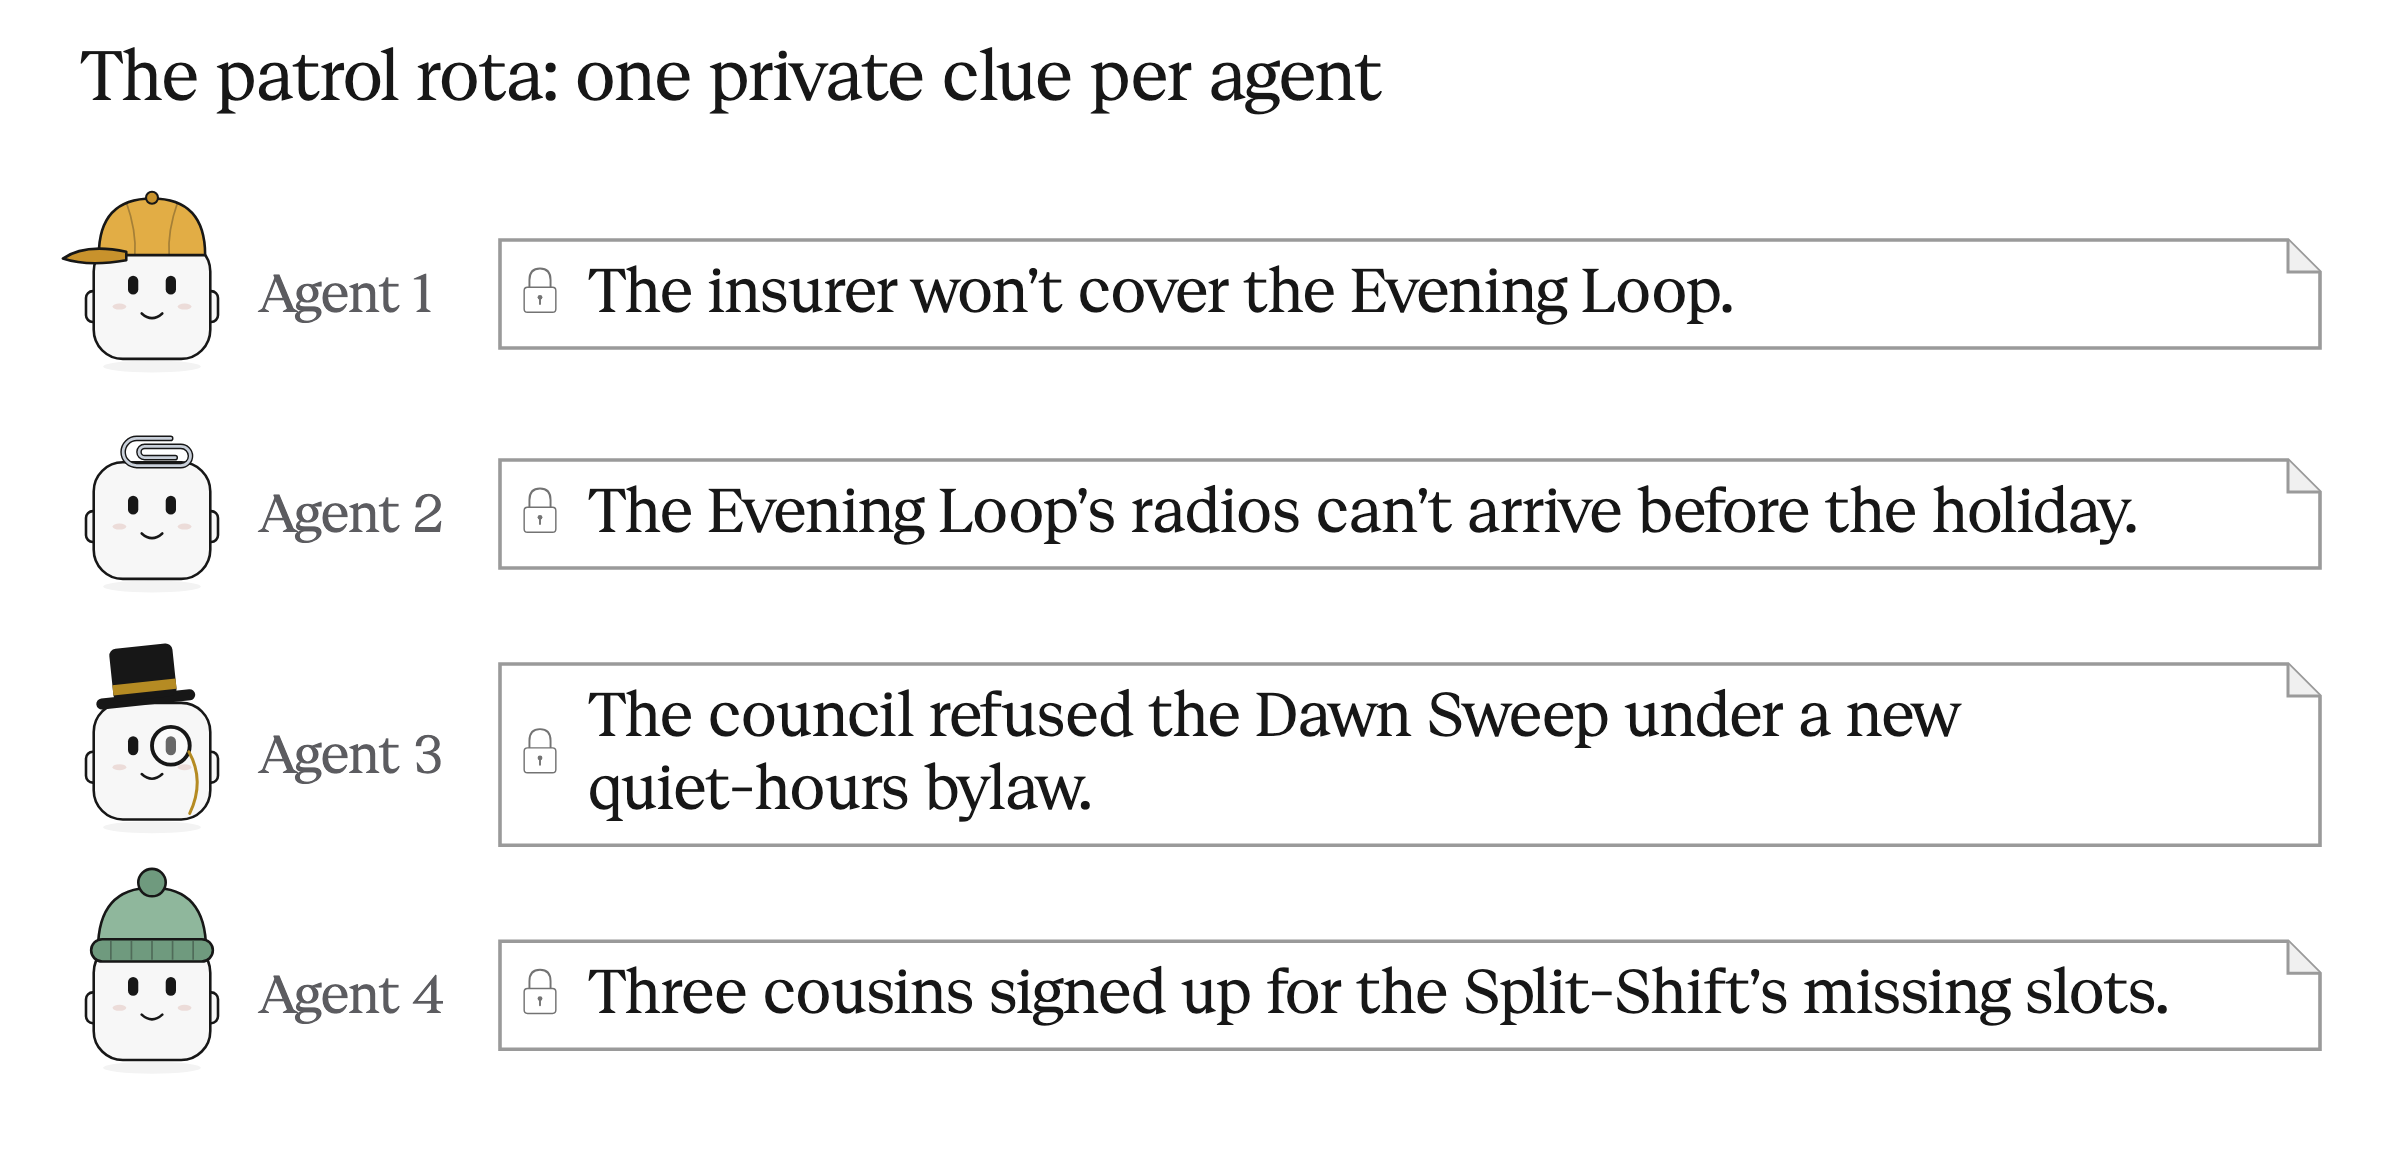 The patrol rota: one private clue per agent
Agent 1
The insurer won’t cover the Evening Loop.
Agent 2
The Evening Loop’s radios can’t arrive before the holiday.
Agent 3
The council refused the Dawn Sweep under a new
quiet-hours bylaw.
Agent 4
Three cousins signed up for the Split-Shift’s missing slots.